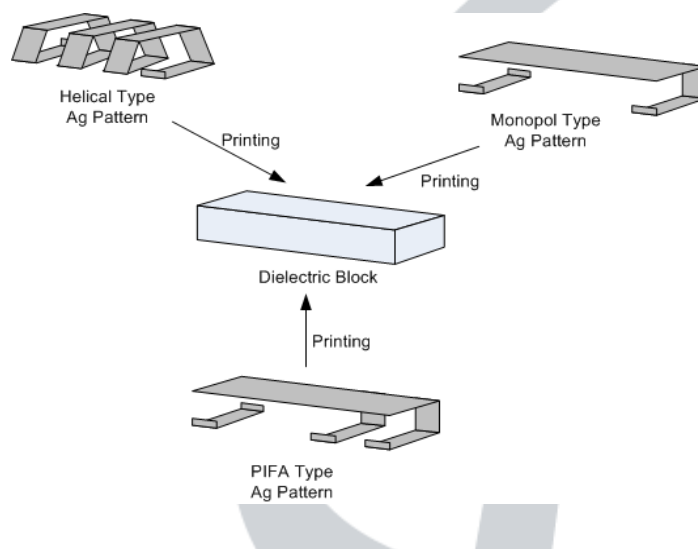 Helical Type
Ag Pattern
Monopol Type
Ag Pattern
Printing
Printing
Dielectric Block
Printing
PIFA Type
Ag Pattern